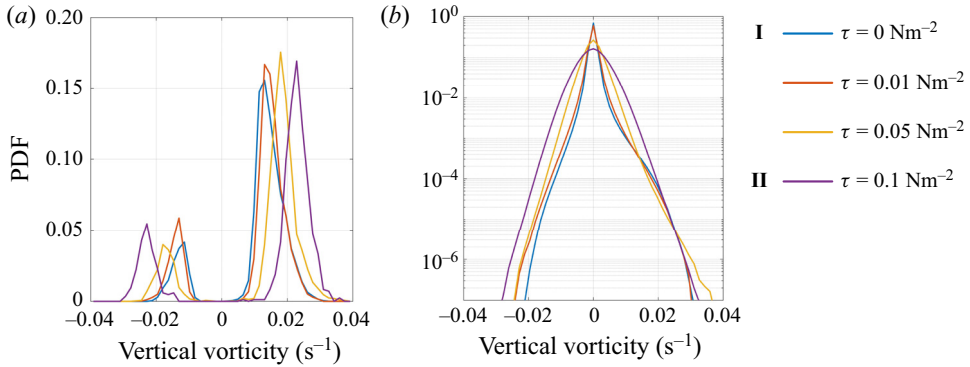 (a)
0.20
0.15
0.10
0.05
0
PDF
−0.04 −0.02 0 0.02 0.04
Vertical vorticity (s⁻¹)
(b)
10⁰
10⁻²
10⁻⁴
10⁻⁶
−0.04 −0.02 0 0.02 0.04
Vertical vorticity (s⁻¹)
I τ = 0 Nm⁻²
τ = 0.01 Nm⁻²
τ = 0.05 Nm⁻²
II τ = 0.1 Nm⁻²